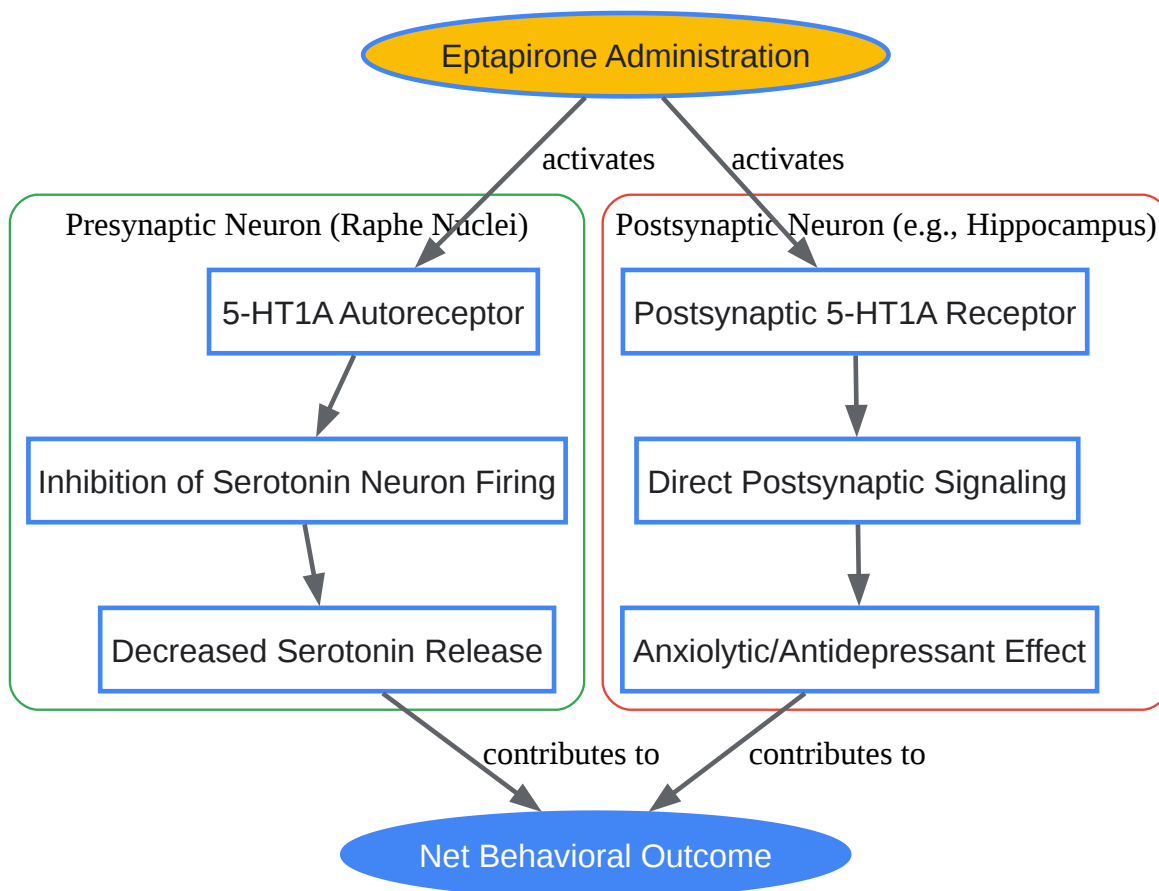 Eptapirone Administration
activates
activates
Presynaptic Neuron (Raphe Nuclei)
5-HT1A Autoreceptor
Inhibition of Serotonin Neuron Firing
Decreased Serotonin Release
Postsynaptic Neuron (e.g., Hippocampus)
Postsynaptic 5-HT1A Receptor
Direct Postsynaptic Signaling
Anxiolytic/Antidepressant Effect
contributes to
contributes to
Net Behavioral Outcome